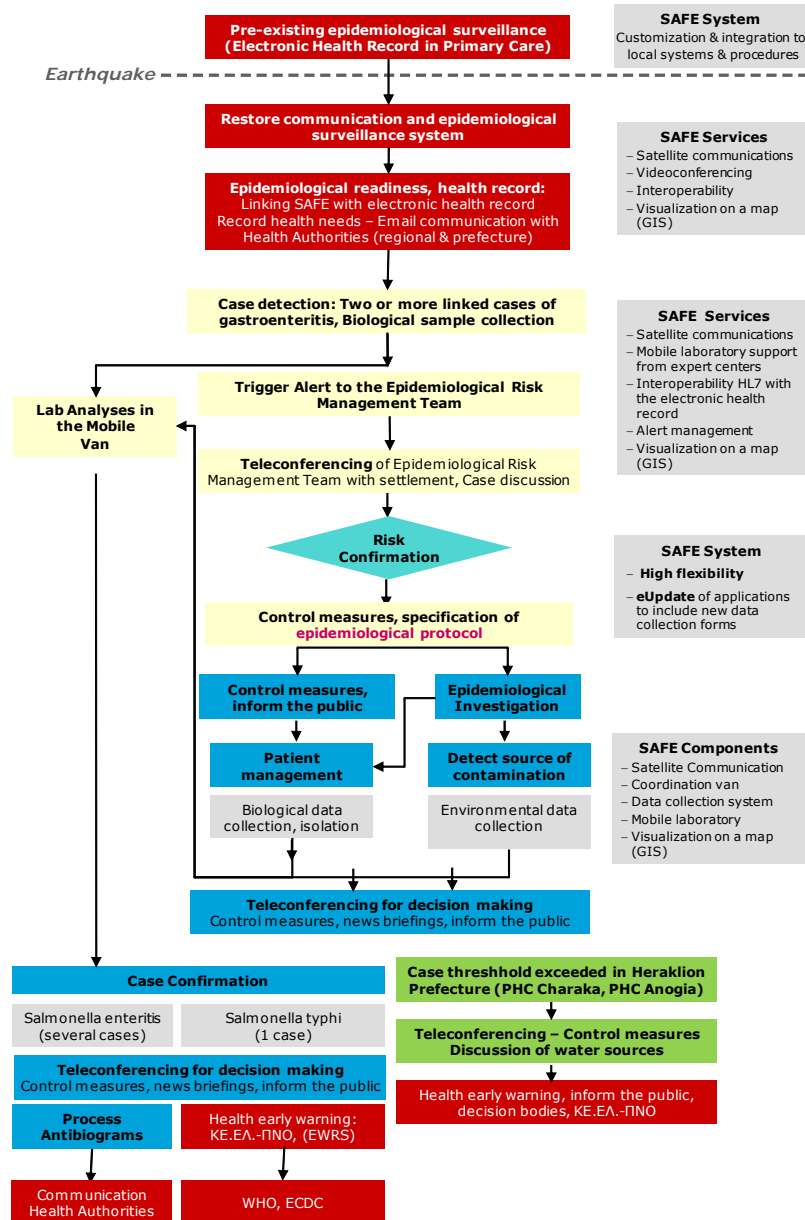 Pre-existing epidemiological surveillance
(Electronic Health Record in Primary Care)
SAFE System
Customization & integration to
local systems & procedures
Earthquake
Restore communication and epidemiological
surveillance system
SAFE Services
– Satellite communications
– Videoconferencing
– Interoperability
– Visualization on a map
(GIS)
Epidemiological readiness, health record:
Linking SAFE with electronic health record
Record health needs – Email communication with
Health Authorities (regional & prefecture)
Case detection: Two or more linked cases of
gastroenteritis, Biological sample collection
SAFE Services
– Satellite communications
– Mobile laboratory support
from expert centers
– Interoperability HL7 with
the electronic health
record
– Alert management
– Visualization on a map
(GIS)
Trigger Alert to the Epidemiological Risk
Management Team
Lab Analyses in
the Mobile
Van
Teleconferencing of Epidemiological Risk
Management Team with settlement, Case discussion
Risk
Confirmation
SAFE System
– High flexibility
– eUpdate of applications
to include new data
collection forms
Control measures, specification of
epidemiological protocol
Control measures,
inform the public
Epidemiological
Investigation
Patient
management
Detect source of
contamination
SAFE Components
– Satellite Communication
– Coordination van
– Data collection system
– Mobile laboratory
– Visualization on a map
(GIS)
Biological data
collection, isolation
Environmental data
collection
Teleconferencing for decision making
Control measures, news briefings, inform the public
Case Confirmation
Case threshhold exceeded in Heraklion
Prefecture (PHC Charaka, PHC Anogia)
Salmonella enteritis
(several cases)
Salmonella typhi
(1 case)
Teleconferencing – Control measures
Discussion of water sources
Teleconferencing for decision making
Control measures, news briefings, inform the public
Health early warning, inform the public,
decision bodies, ΚΕ.ΕΛ.-ΠΝΟ
Process
Antibiograms
Health early warning:
ΚΕ.ΕΛ.-ΠΝΟ, (EWRS)
Communication
Health Authorities
WHO, ECDC